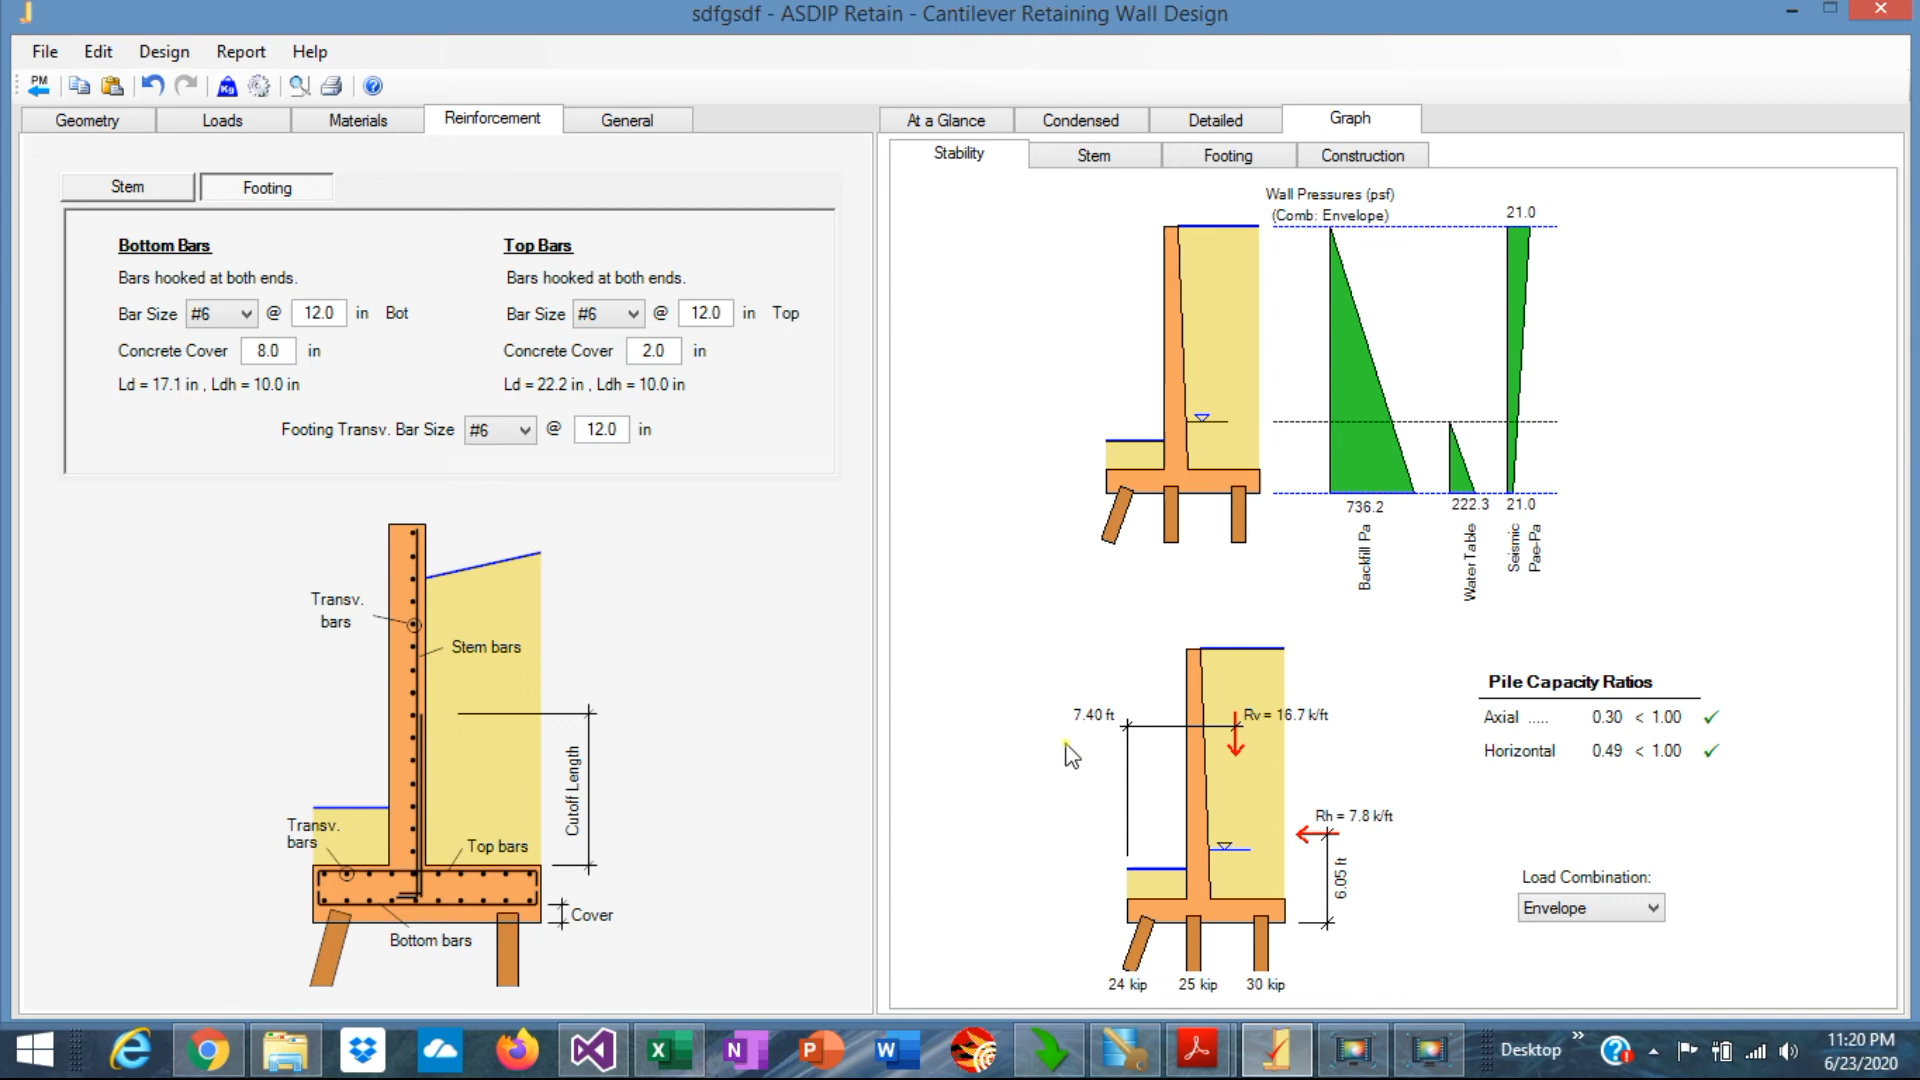 sdfgsdf - ASDIP Retain - Cantilever Retaining Wall Design
File Edit Design Report Help
PM Kg
Geometry Loads Materials Reinforcement General
At a Glance Condensed Detailed Graph
Stability Stem Footing Construction
Stem Footing
Bottom Bars
Bars hooked at both ends.
Bar Size #6 @ 12.0 in Bot
Concrete Cover 8.0 in
Ld = 17.1 in , Ldh = 10.0 in
Top Bars
Bars hooked at both ends.
Bar Size #6 @ 12.0 in Top
Concrete Cover 2.0 in
Ld = 22.2 in , Ldh = 10.0 in
Footing Transv. Bar Size #6 @ 12.0 in
Transv.
bars
Stem bars
Cutoff Length
Transv.
bars
Top bars
Cover
Bottom bars
Wall Pressures (psf)
(Comb: Envelope)
21.0
736.2 222.3 21.0
Backfill Pa
Water Table
Seismic
Pae-Pa
7.40 ft
Rv = 16.7 k/ft
Rh = 7.8 k/ft
6.05 ft
24 kip 25 kip 30 kip
Pile Capacity Ratios
Axial ..... 0.30 < 1.00 ✓
Horizontal 0.49 < 1.00 ✓
Load Combination:
Envelope
Desktop
11:20 PM
6/23/2020